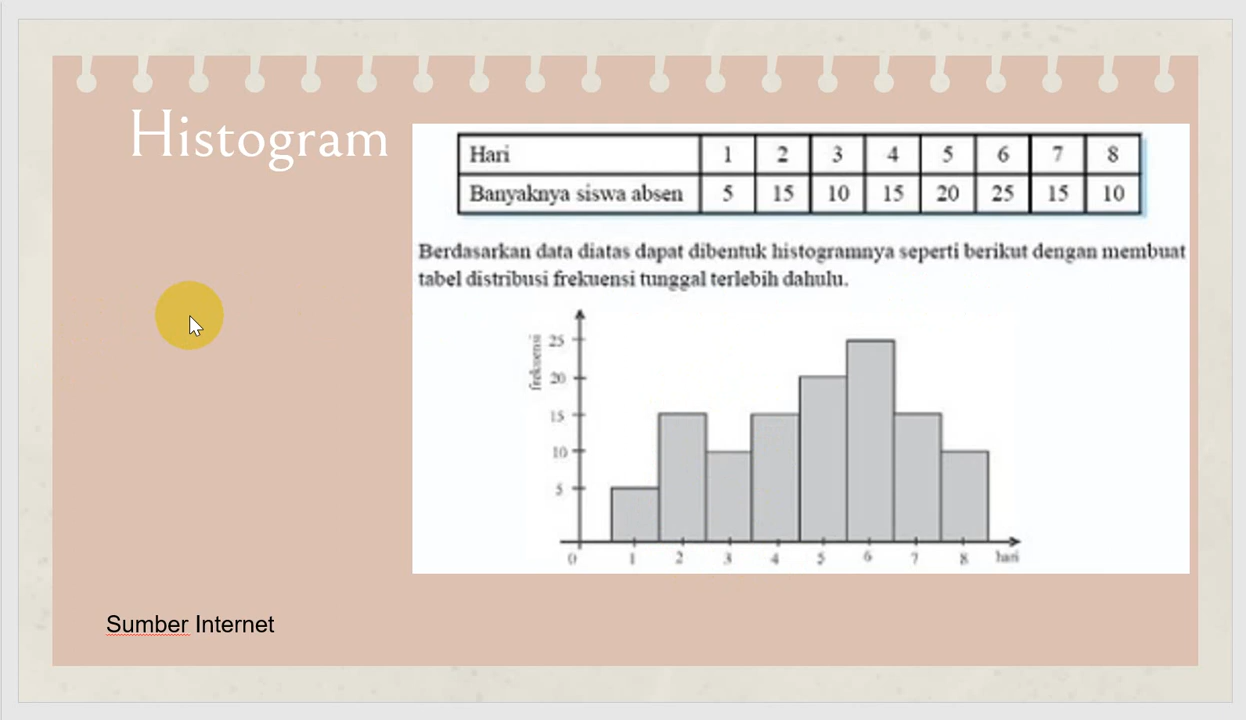 Histogram
Hari 1 2 3 4 5 6 7 8
Banyaknya siswa absen 5 15 10 15 20 25 15 10
Berdasarkan data diatas dapat dibentuk histogramnya seperti berikut dengan membuat
tabel distribusi frekuensi tunggal terlebih dahulu.
frekuensi
25
20
15
10
5
0 1 2 3 4 5 6 7 8 hari
Sumber Internet